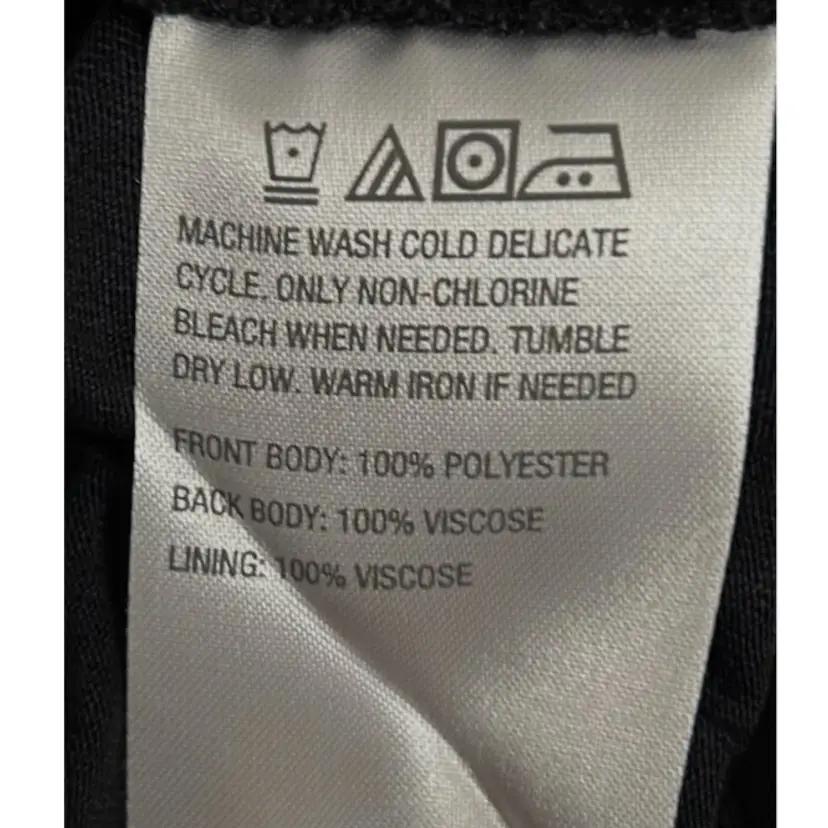 MACHINE WASH COLD DELICATE
CYCLE. ONLY NON-CHLORINE
BLEACH WHEN NEEDED. TUMBLE
DRY LOW. WARM IRON IF NEEDED
FRONT BODY: 100% POLYESTER
BACK BODY: 100% VISCOSE
LINING: 100% VISCOSE